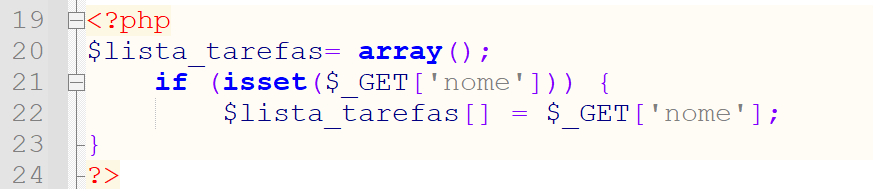 19 <?php
20 $lista_tarefas= array();
21     if (isset($_GET['nome'])) {
22         $lista_tarefas[] = $_GET['nome'];
23 }
24 ?>